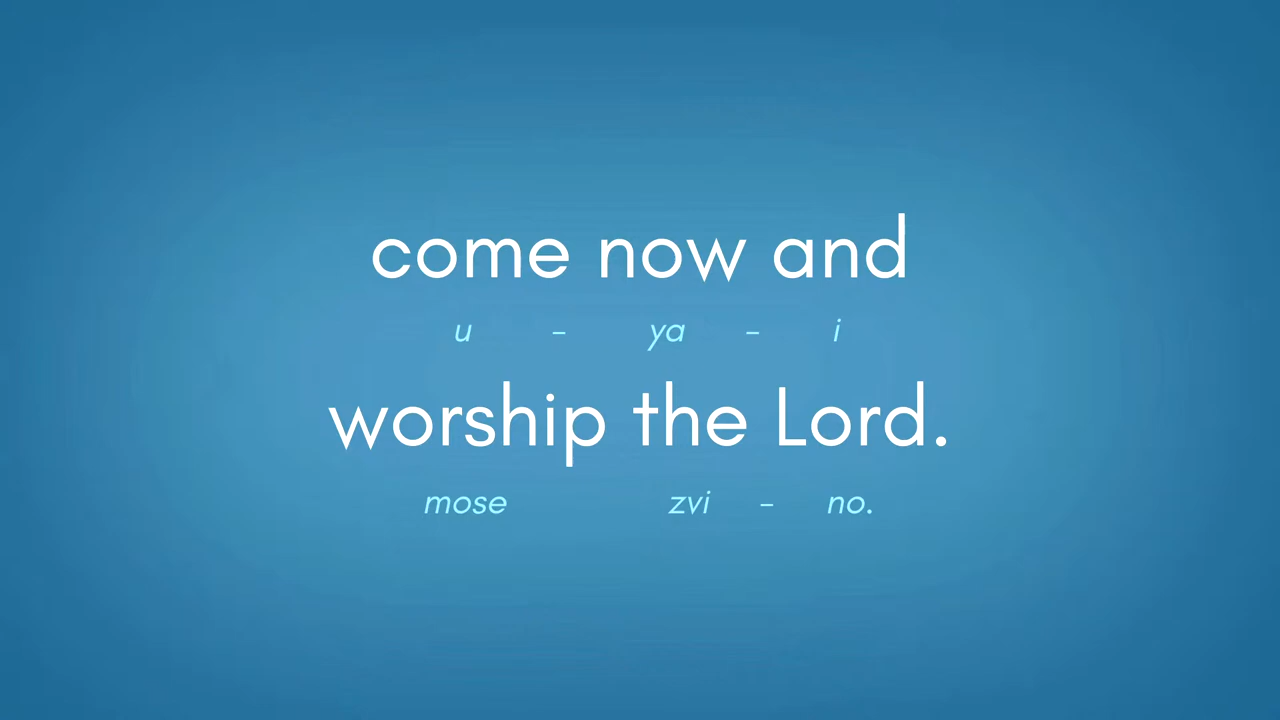 come now and
u - ya - i
worship the Lord.
mose zvi - no.